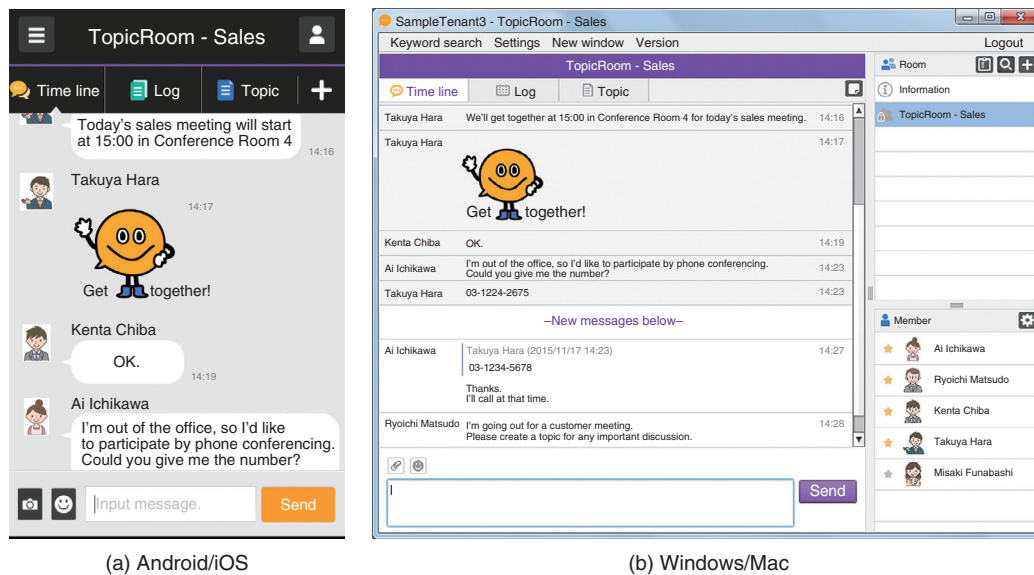 TopicRoom - Sales
Time line
Log
Topic
Today's sales meeting will start
at 15:00 in Conference Room 4
14:16
Takuya Hara
14:17
Get together!
Kenta Chiba
OK.
14:19
Ai Ichikawa
I'm out of the office, so I'd like
to participate by phone conferencing.
Could you give me the number?
Input message.
Send
(a) Android/iOS
SampleTenant3 - TopicRoom - Sales
Keyword search Settings New window Version Logout
TopicRoom - Sales
Time line
Log
Topic
Takuya Hara We'll get together at 15:00 in Conference Room 4 for today's sales meeting. 14:16
Takuya Hara 14:17
Get together!
Kenta Chiba OK. 14:19
Ai Ichikawa I'm out of the office, so I'd like to participate by phone conferencing. 14:23
Could you give me the number?
Takuya Hara 03-1224-2675 14:23
–New messages below–
Ai Ichikawa Takuya Hara (2015/11/17 14:23) 14:27
03-1234-5678
Thanks.
I'll call at that time.
Ryoichi Matsudo I'm going out for a customer meeting. 14:28
Please create a topic for any important discussion.
Send
Room
Information
TopicRoom - Sales
Member
Ai Ichikawa
Ryoichi Matsudo
Kenta Chiba
Takuya Hara
Misaki Funabashi
(b) Windows/Mac